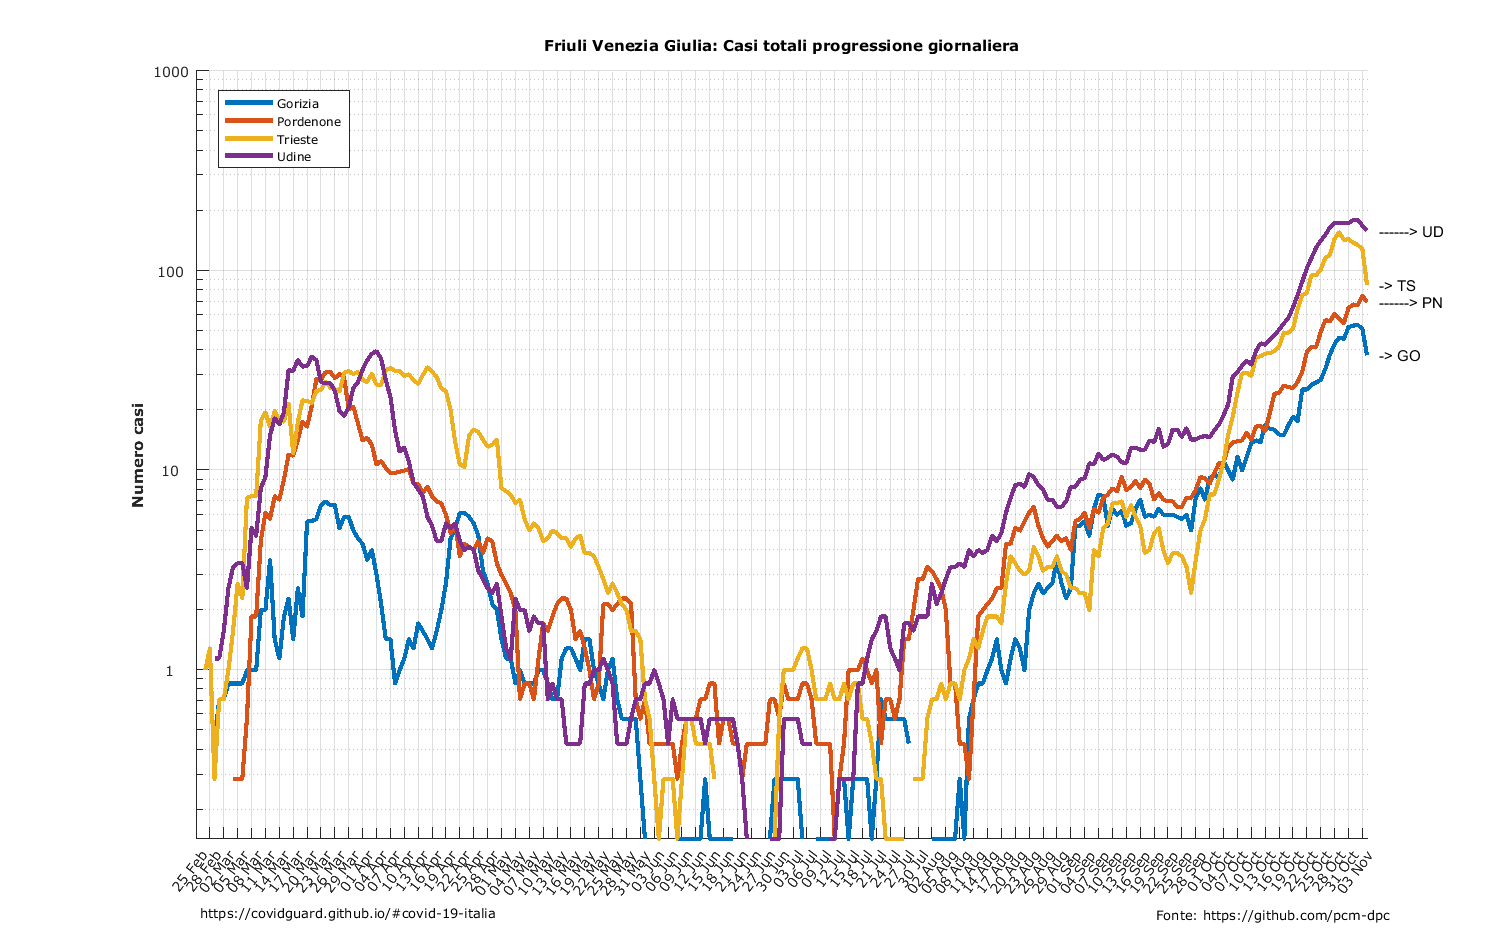 Friuli Venezia Giulia: Casi totali progressione giornaliera
1000
100
10
1
Numero casi
Gorizia
Pordenone
Trieste
Udine
------> UD
-> TS
------> PN
-> GO
25 Feb
28 Feb
02 Mar
05 Mar
08 Mar
11 Mar
14 Mar
17 Mar
20 Mar
23 Mar
26 Mar
29 Mar
01 Apr
04 Apr
07 Apr
10 Apr
13 Apr
16 Apr
19 Apr
22 Apr
25 Apr
28 Apr
01 May
04 May
07 May
10 May
13 May
16 May
19 May
22 May
25 May
28 May
31 May
03 Jun
06 Jun
09 Jun
12 Jun
15 Jun
18 Jun
21 Jun
24 Jun
27 Jun
30 Jun
03 Jul
06 Jul
09 Jul
12 Jul
15 Jul
18 Jul
21 Jul
24 Jul
27 Jul
30 Jul
02 Aug
05 Aug
08 Aug
11 Aug
14 Aug
17 Aug
20 Aug
23 Aug
26 Aug
29 Aug
01 Sep
04 Sep
07 Sep
10 Sep
13 Sep
16 Sep
19 Sep
22 Sep
25 Sep
28 Sep
01 Oct
04 Oct
07 Oct
10 Oct
13 Oct
16 Oct
19 Oct
22 Oct
25 Oct
28 Oct
31 Oct
03 Nov
https://covidguard.github.io/#covid-19-italia
Fonte: https://github.com/pcm-dpc